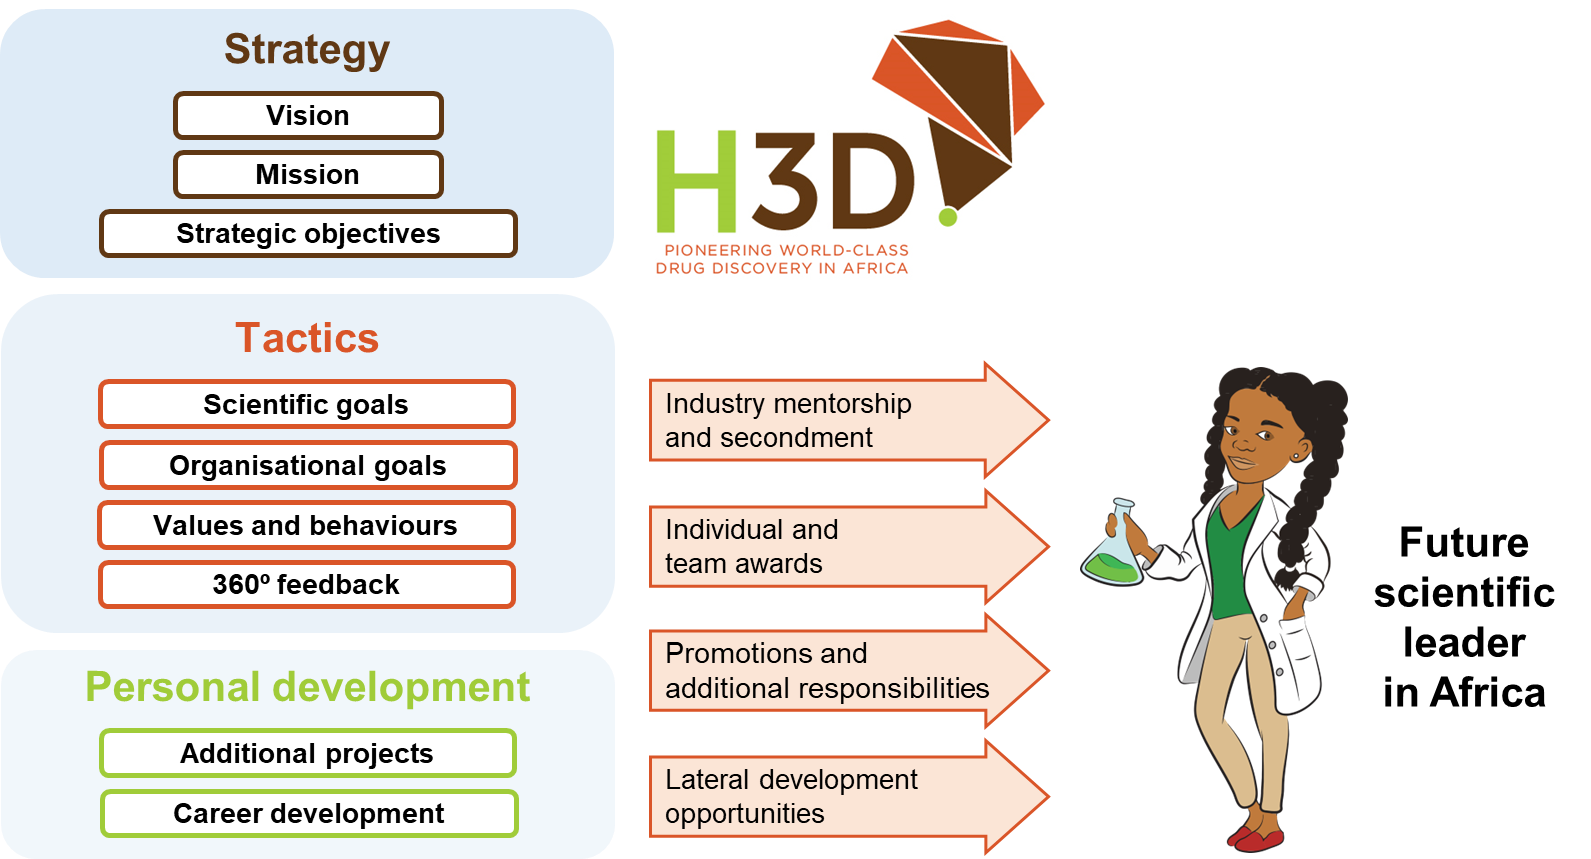 Strategy
Vision
Mission
Strategic objectives
H3D
PIONEERING WORLD-CLASS
DRUG DISCOVERY IN AFRICA
Tactics
Scientific goals
Organisational goals
Values and behaviours
360º feedback
Personal development
Additional projects
Career development
Industry mentorship
and secondment
Individual and
team awards
Promotions and
additional responsibilities
Lateral development
opportunities
Future
scientific
leader
in Africa